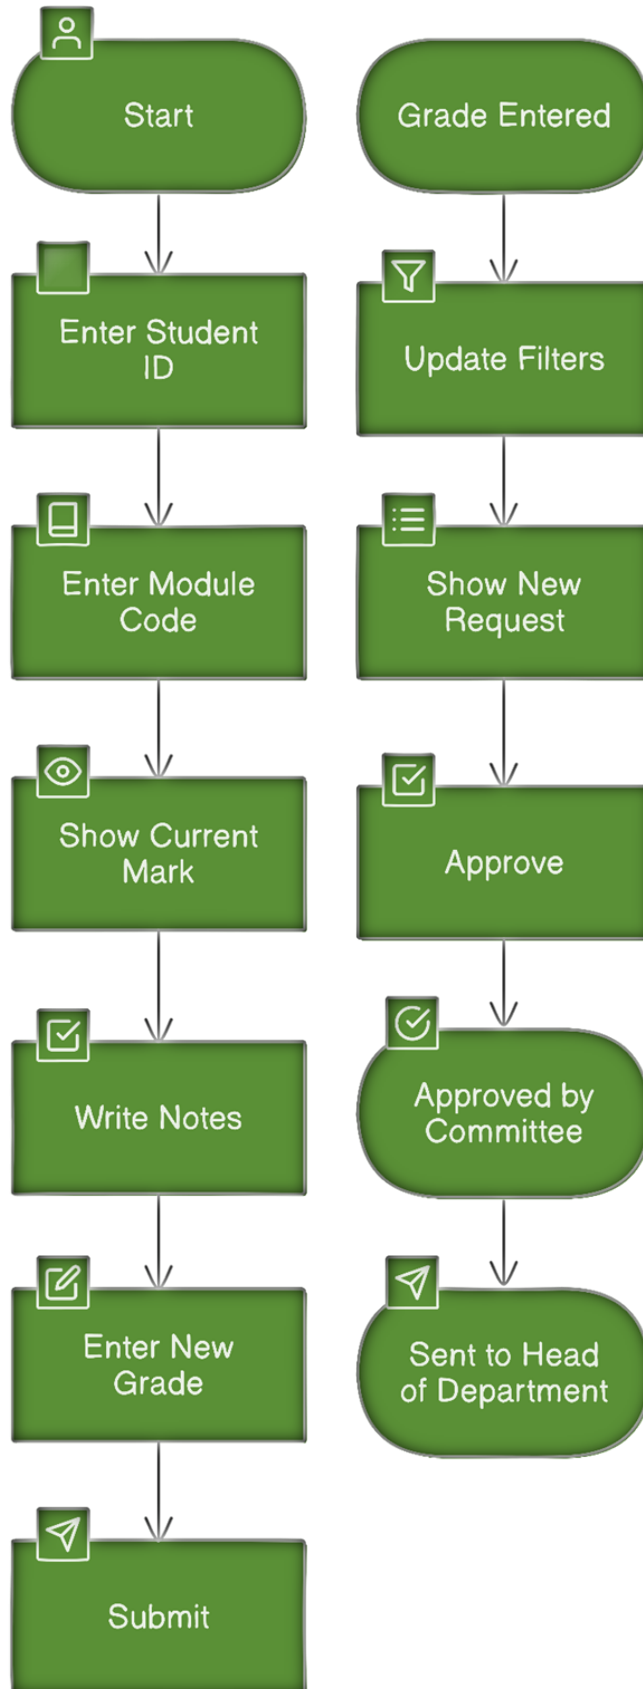 Start
Enter Student
ID
Enter Module
Code
Show Current
Mark
Write Notes
Enter New
Grade
Submit
Grade Entered
Update Filters
Show New
Request
Approve
Approved by
Committee
Sent to Head
of Department